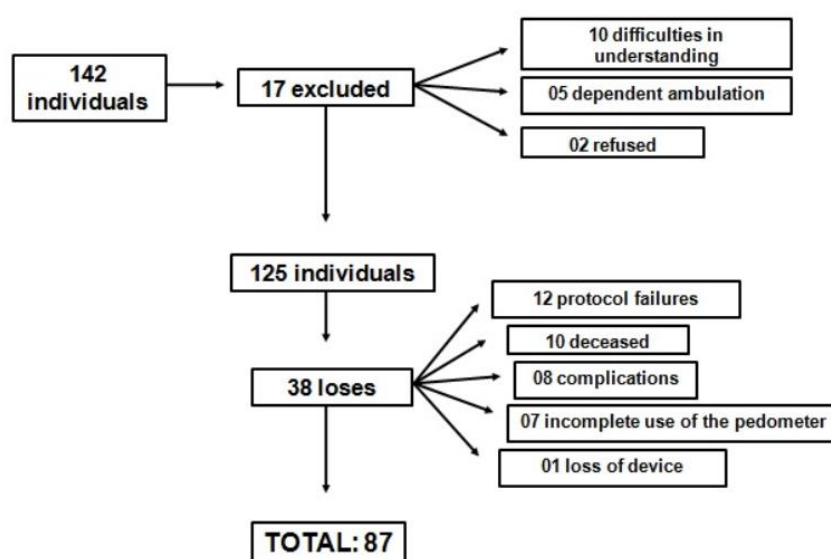 142
individuals
17 excluded
10 difficulties in
understanding
05 dependent ambulation
02 refused
125 individuals
12 protocol failures
10 deceased
38 loses
08 complications
07 incomplete use of the pedometer
01 loss of device
TOTAL: 87